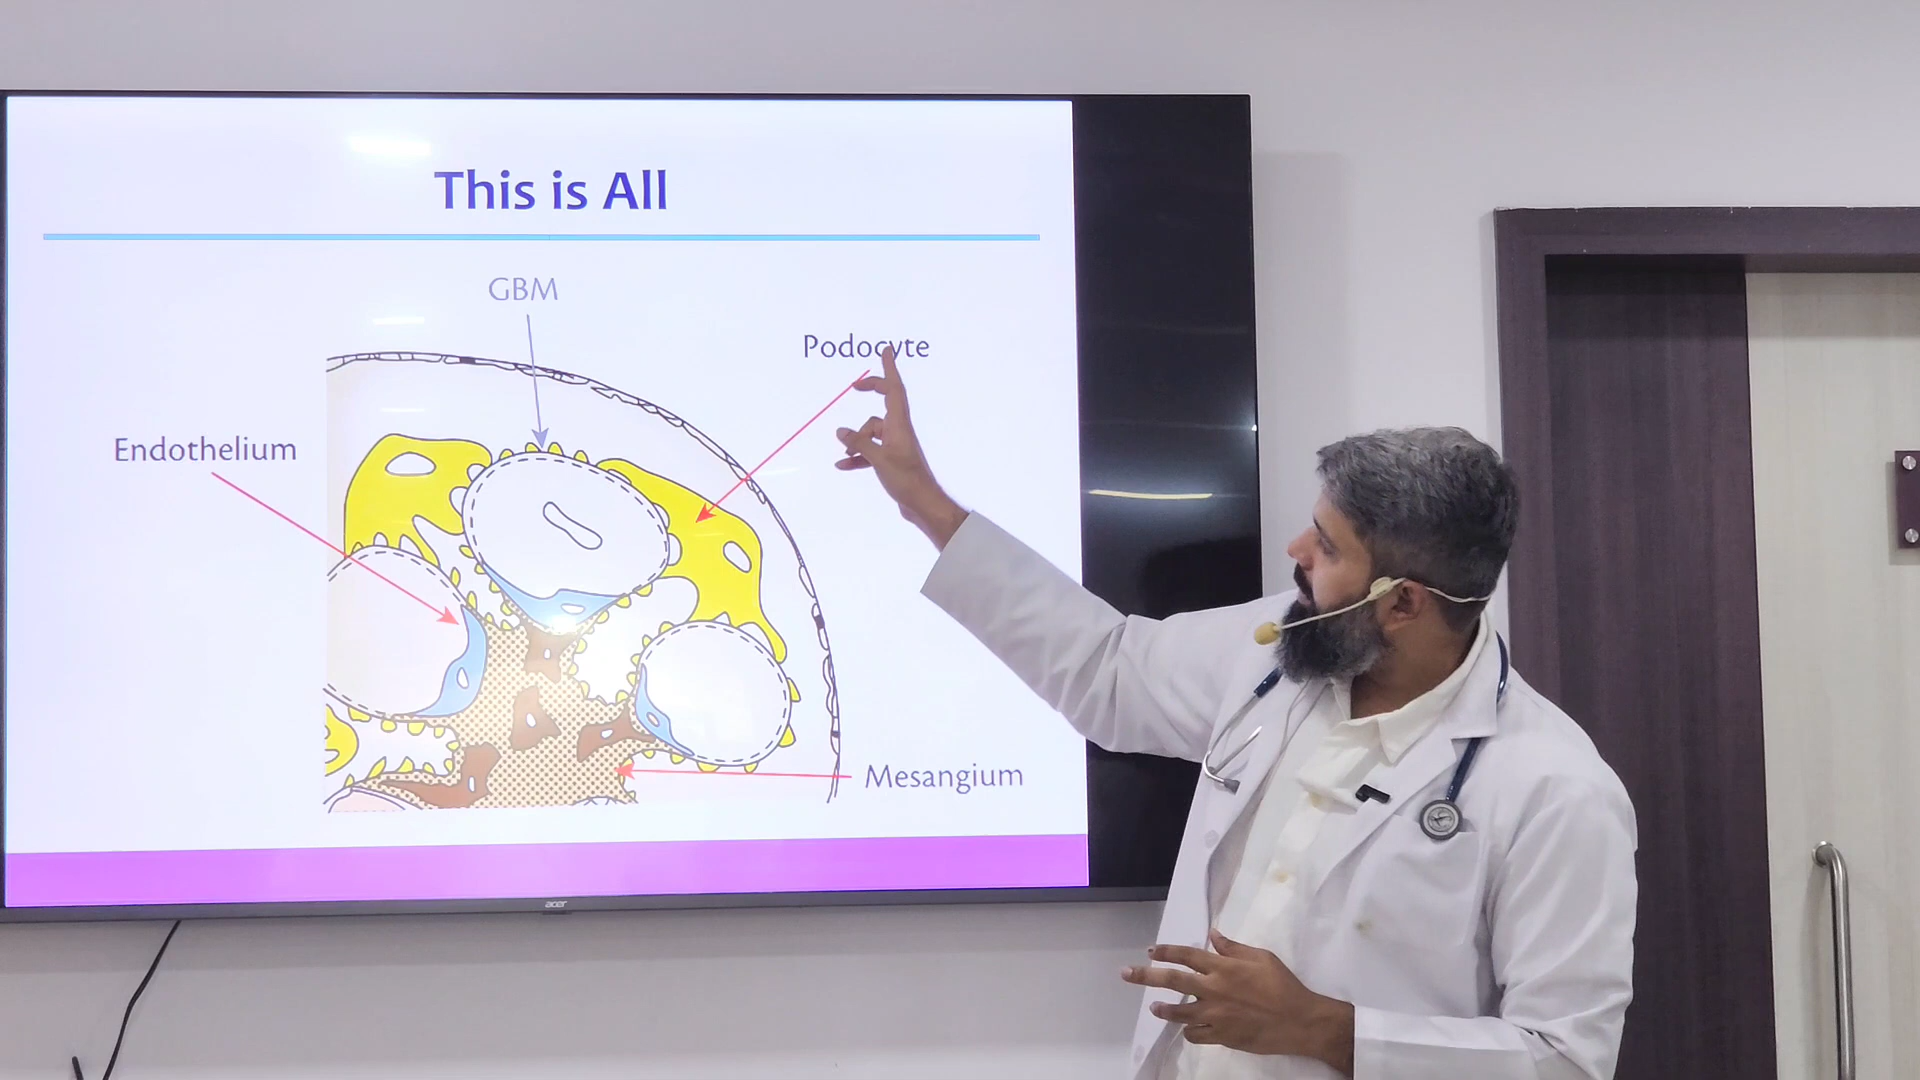 This is All
GBM
Podocyte
Endothelium
Mesangium
acer